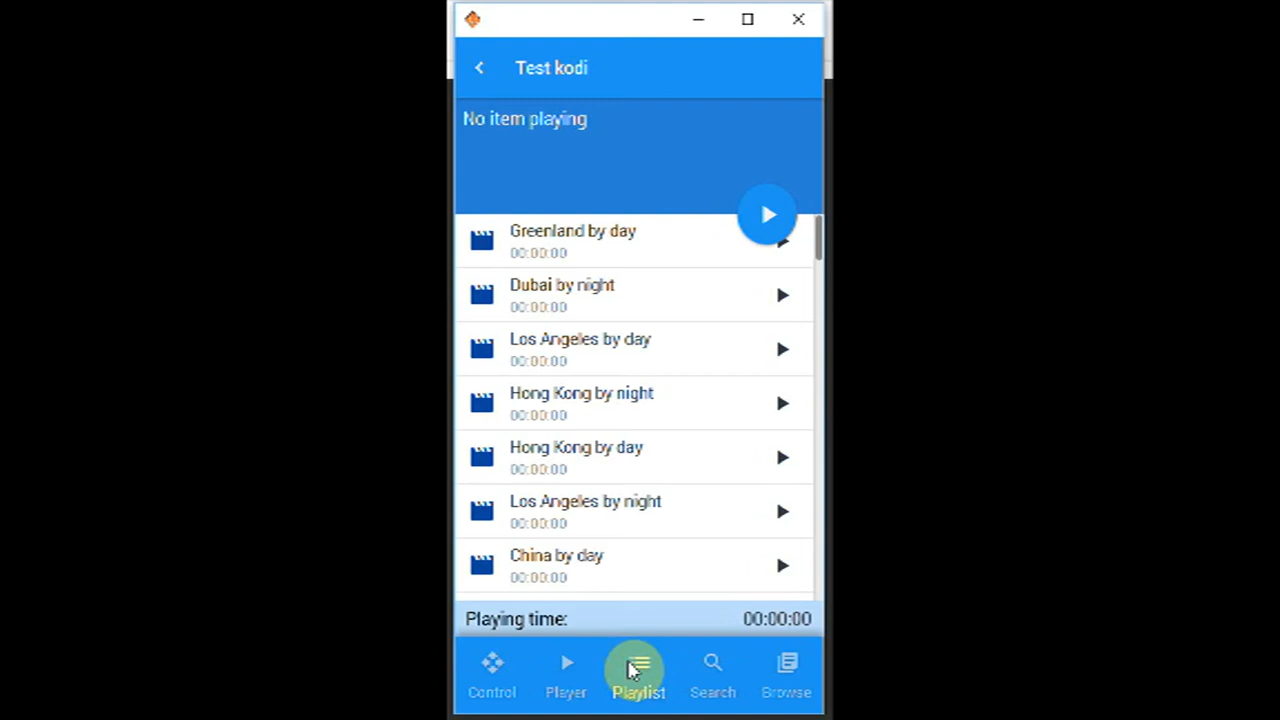 Test kodi
No item playing
Greenland by day
00:00:00
Dubai by night
00:00:00
Los Angeles by day
00:00:00
Hong Kong by night
00:00:00
Hong Kong by day
00:00:00
Los Angeles by night
00:00:00
China by day
00:00:00
Playing time: 00:00:00
Control Player Playlist Search Browse